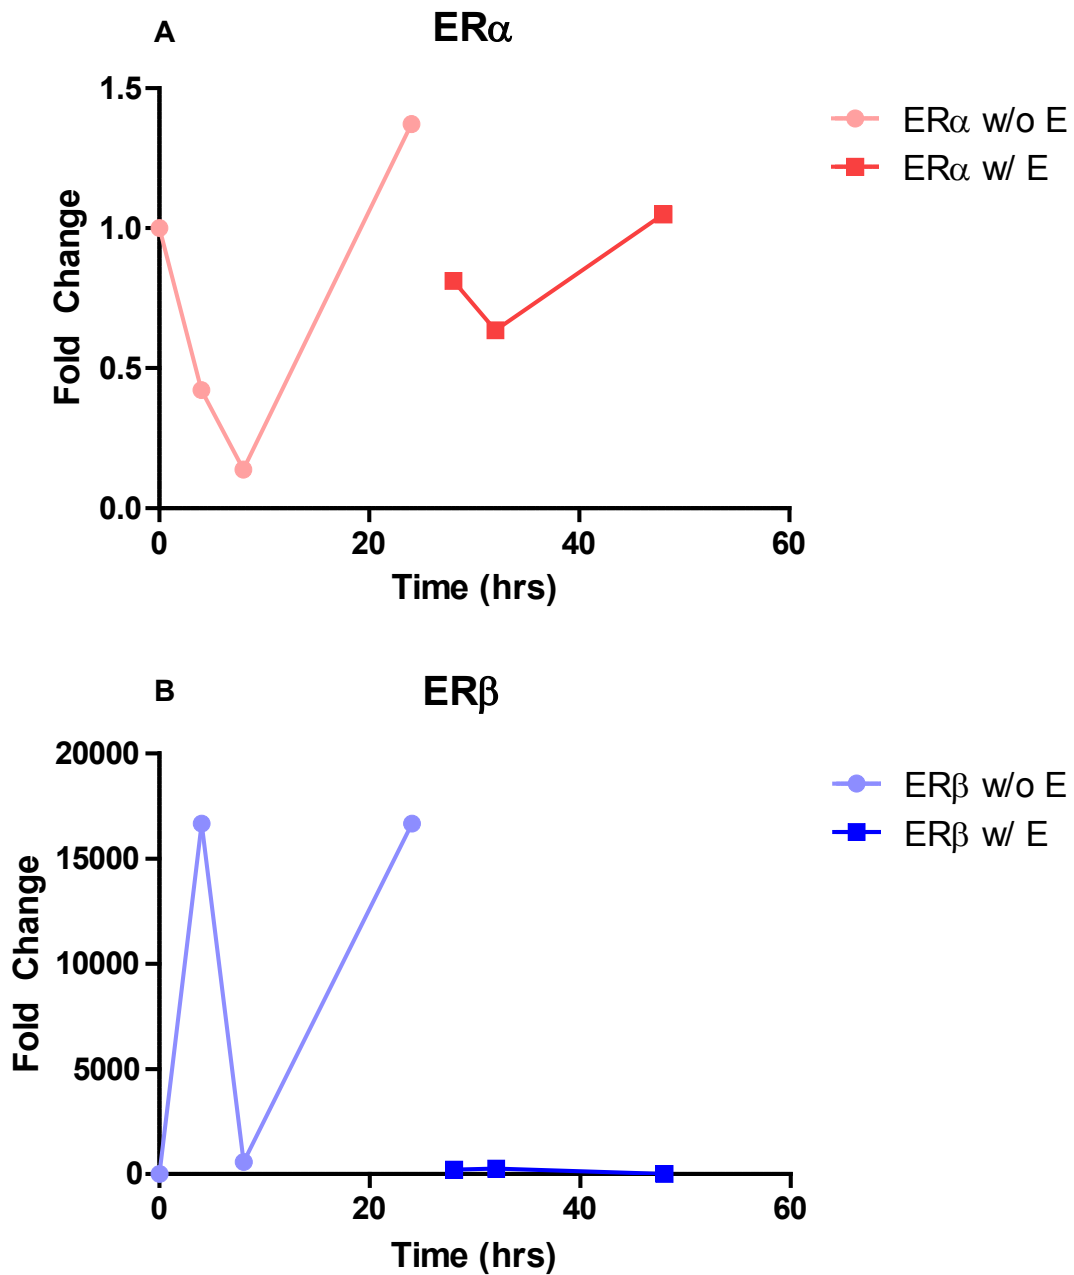 A
ERα
1.5
1.0
0.5
0.0
Fold Change
0
20
40
60
Time (hrs)
ERα w/o E
ERα w/ E
B
ERβ
20000
15000
10000
5000
0
Fold Change
0
20
40
60
Time (hrs)
ERβ w/o E
ERβ w/ E